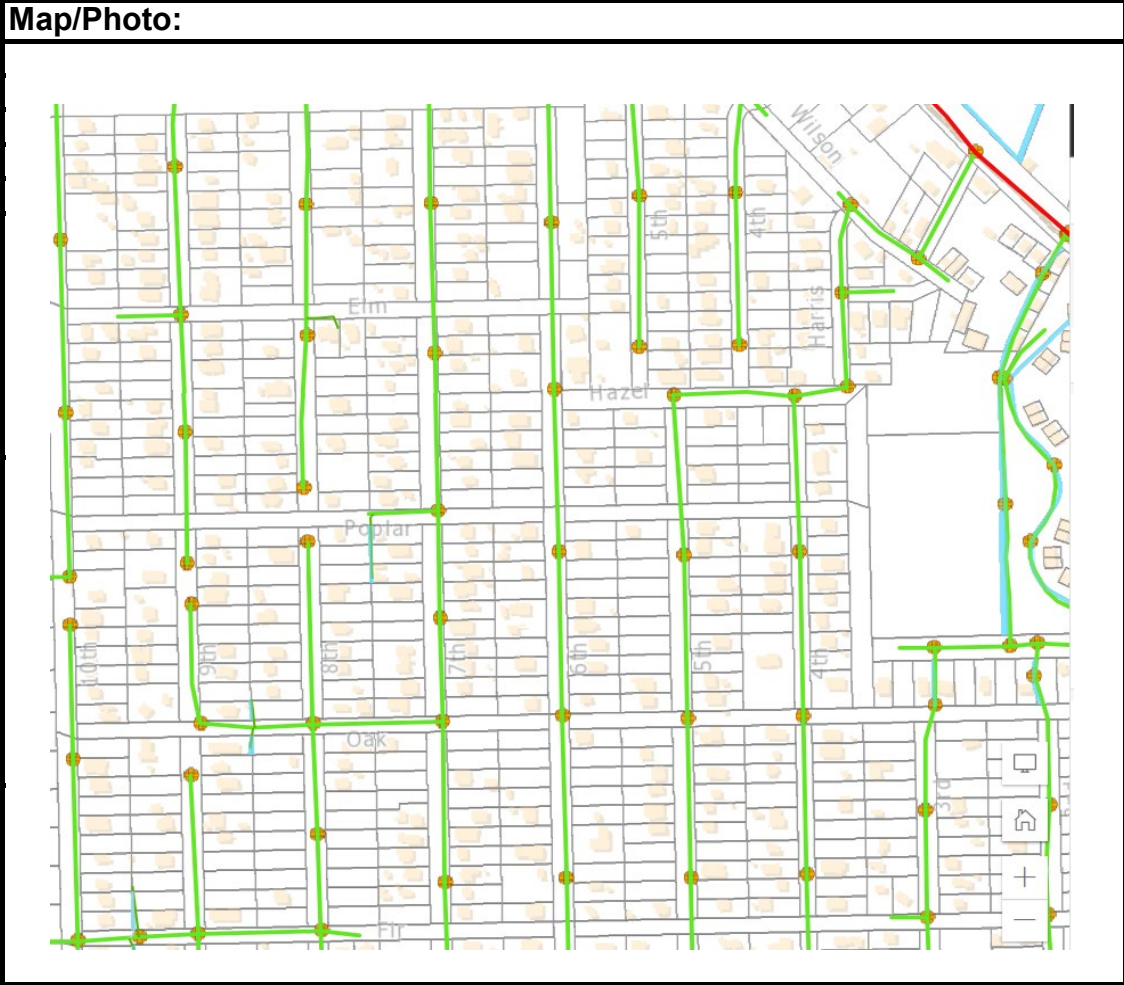 Map/Photo:
Wilson
5th
4th
Elm
Harris
Hazel
Poplar
10th
9th
8th
7th
6th
5th
4th
Oak
3rd
Fir